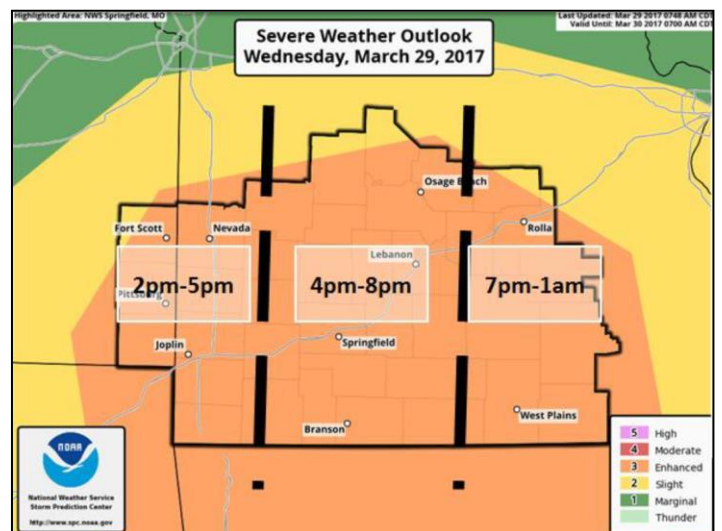 Highlighted Area: NWS Springfield, MO
Last Updated: Mar 29 2017 0748 AM CDT
Valid Until: Mar 30 2017 0700 AM CDT
Severe Weather Outlook
Wednesday, March 29, 2017
Osage Beach
Fort Scott
Nevada
Rolla
Lebanon
2pm-5pm
4pm-8pm
7pm-1am
Pittsburg
Joplin
Springfield
Branson
West Plains
NOAA
National Weather Service
Storm Prediction Center
http://www.spc.noaa.gov
5 High
4 Moderate
3 Enhanced
2 Slight
1 Marginal
Thunder